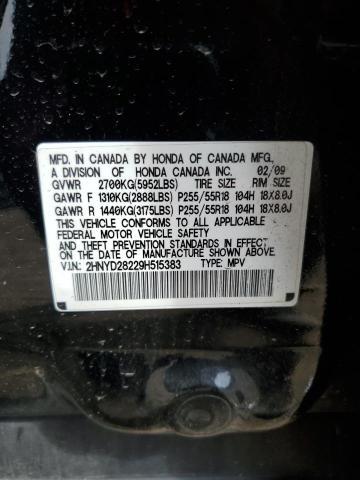 MFD. IN CANADA BY HONDA OF CANADA MFG.,
A DIVISION OF HONDA CANADA INC. 02/09
GVWR 2700KG(5952LBS) TIRE SIZE RIM SIZE
GAWR F 1310KG(2888LBS) P255/55R18 104H 18X8.0J
GAWR R 1440KG(3175LBS) P255/55R18 104H 18X8.0J
THIS VEHICLE CONFORMS TO ALL APPLICABLE
FEDERAL MOTOR VEHICLE SAFETY
AND THEFT PREVENTION STANDARDS IN EFFECT
ON THE DATE OF MANUFACTURE SHOWN ABOVE.
V.I.N.: 2HNYD28229H515383 TYPE: MPV